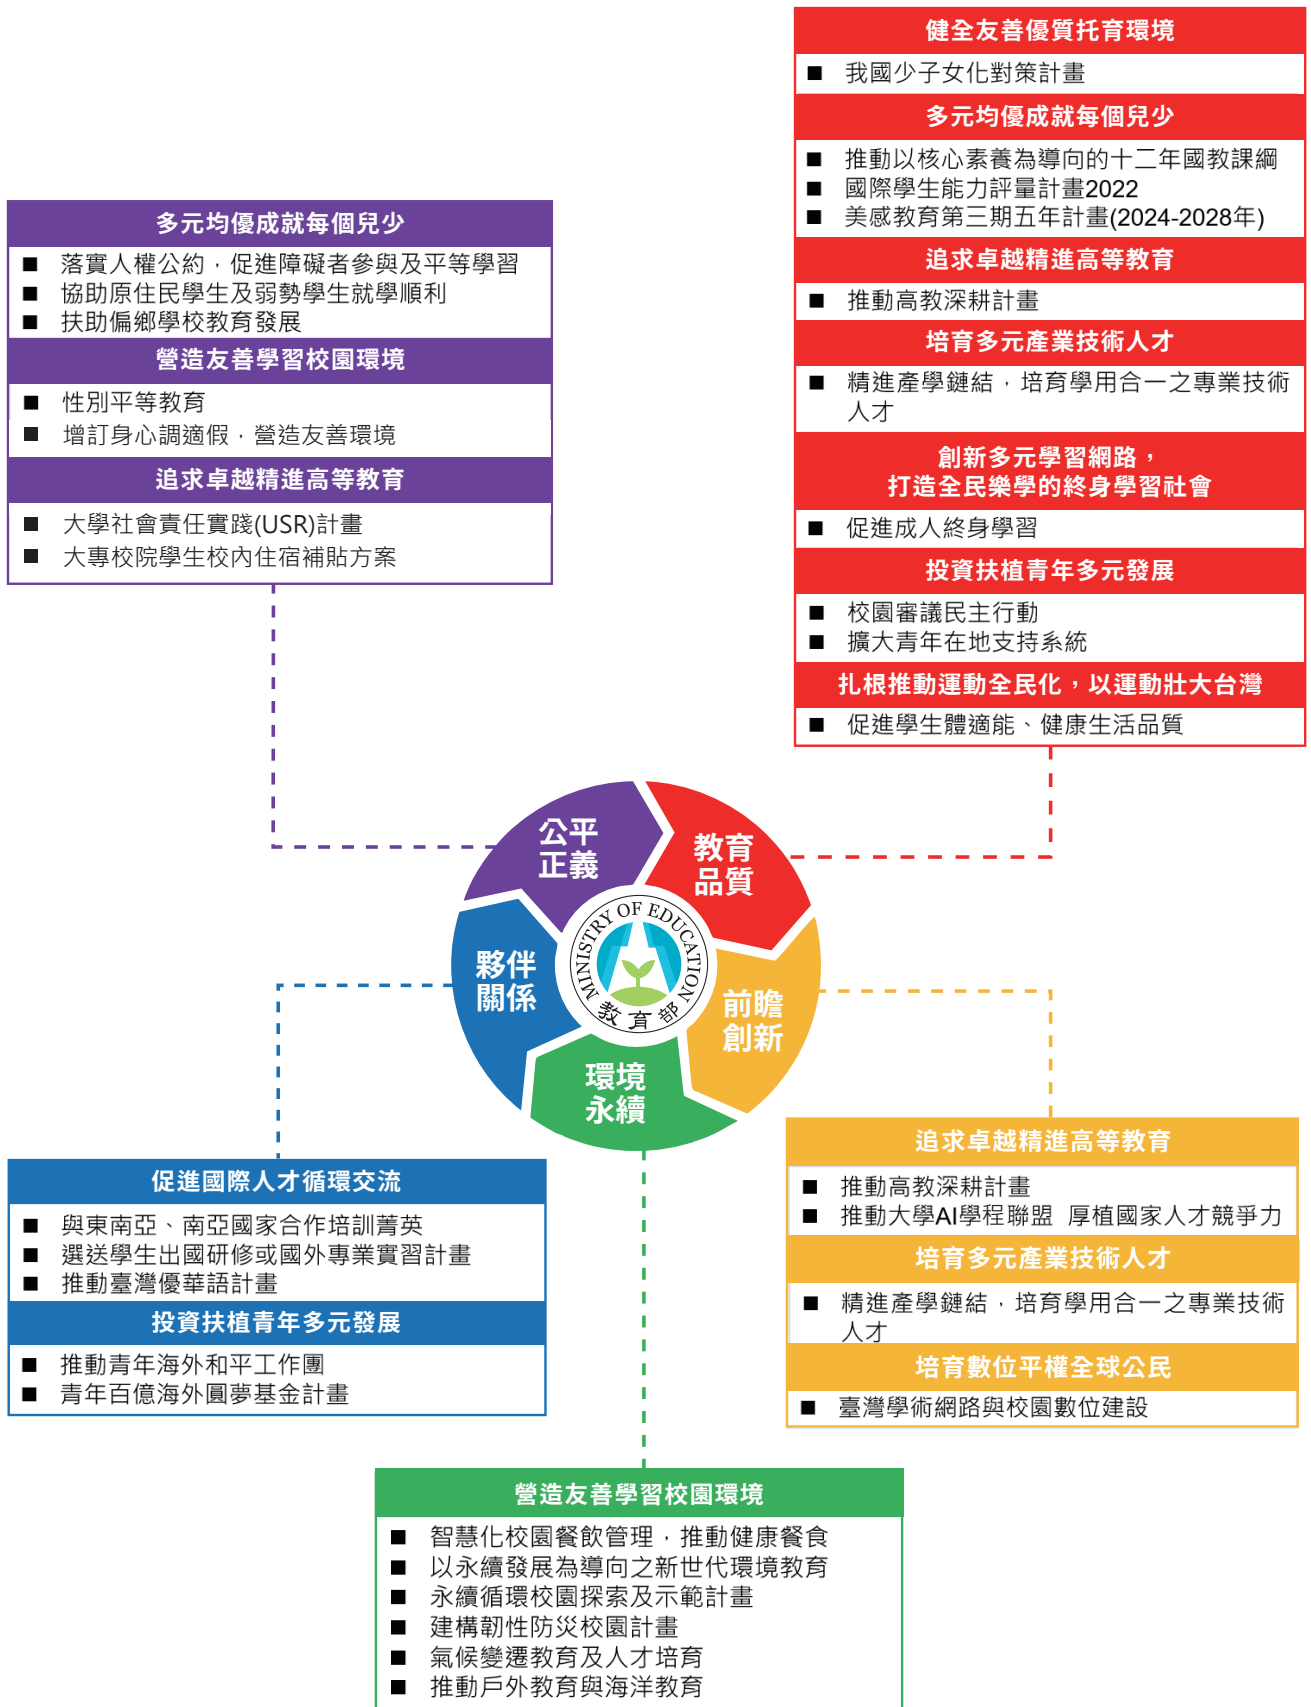 健全友善優質托育環境
■ 我國少子女化對策計畫
多元均優成就每個兒少
■ 推動以核心素養為導向的十二年國教課綱
■ 國際學生能力評量計畫2022
■ 美感教育第三期五年計畫(2024-2028年)
追求卓越精進高等教育
■ 推動高教深耕計畫
培育多元產業技術人才
■ 精進產學鏈結，培育學用合一之專業技術
人才
創新多元學習網路，
打造全民樂學的終身學習社會
■ 促進成人終身學習
投資扶植青年多元發展
■ 校園審議民主行動
■ 擴大青年在地支持系統
扎根推動運動全民化，以運動壯大台灣
■ 促進學生體適能、健康生活品質
多元均優成就每個兒少
■ 落實人權公約，促進障礙者參與及平等學習
■ 協助原住民學生及弱勢學生就學順利
■ 扶助偏鄉學校教育發展
營造友善學習校園環境
■ 性別平等教育
■ 增訂身心調適假，營造友善環境
追求卓越精進高等教育
■ 大學社會責任實踐(USR)計畫
■ 大專校院學生校內住宿補貼方案
公平
正義
教育
品質
夥伴
關係
前瞻
創新
環境
永續
MINISTRY OF EDUCATION
教育部
追求卓越精進高等教育
■ 推動高教深耕計畫
■ 推動大學AI學程聯盟 厚植國家人才競爭力
培育多元產業技術人才
■ 精進產學鏈結，培育學用合一之專業技術
人才
培育數位平權全球公民
■ 臺灣學術網路與校園數位建設
促進國際人才循環交流
■ 與東南亞、南亞國家合作培訓菁英
■ 選送學生出國研修或國外專業實習計畫
■ 推動臺灣優華語計畫
投資扶植青年多元發展
■ 推動青年海外和平工作團
■ 青年百億海外圓夢基金計畫
營造友善學習校園環境
■ 智慧化校園餐飲管理，推動健康餐食
■ 以永續發展為導向之新世代環境教育
■ 永續循環校園探索及示範計畫
■ 建構韌性防災校園計畫
■ 氣候變遷教育及人才培育
■ 推動戶外教育與海洋教育